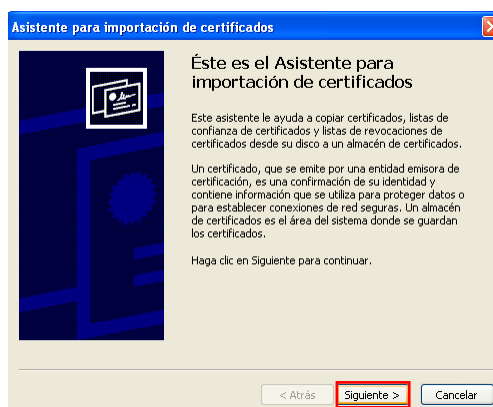 Asistente para importación de certificados
Éste es el Asistente para
importación de certificados
Este asistente le ayuda a copiar certificados, listas de
confianza de certificados y listas de revocaciones de
certificados desde su disco a un almacén de certificados.
Un certificado, que se emite por una entidad emisora de
certificación, es una confirmación de su identidad y
contiene información que se utiliza para proteger datos o
para establecer conexiones de red seguras. Un almacén
de certificados es el área del sistema donde se guardan
los certificados.
Haga clic en Siguiente para continuar.
< Atrás Siguiente > Cancelar